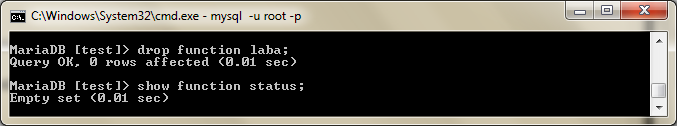 C:\Windows\System32\cmd.exe - mysql  -u root -p
MariaDB [test]> drop function laba;
Query OK, 0 rows affected (0.01 sec)
MariaDB [test]> show function status;
Empty set (0.01 sec)